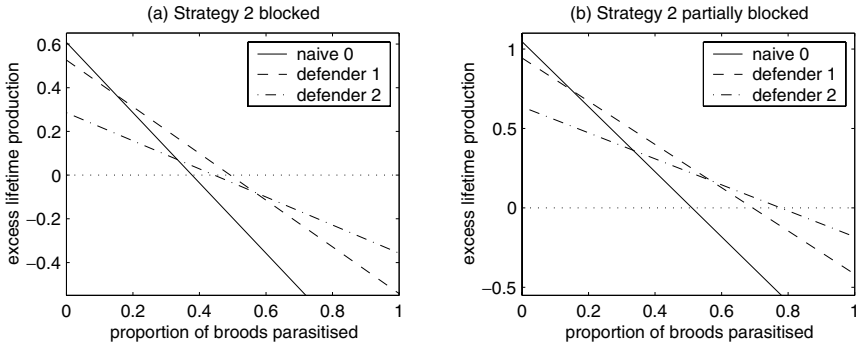 (a) Strategy 2 blocked
excess lifetime production
0.6
0.4
0.2
0
−0.2
−0.4
naive 0
defender 1
defender 2
0 0.2 0.4 0.6 0.8 1
proportion of broods parasitised
(b) Strategy 2 partially blocked
excess lifetime production
1
0.5
0
−0.5
naive 0
defender 1
defender 2
0 0.2 0.4 0.6 0.8 1
proportion of broods parasitised